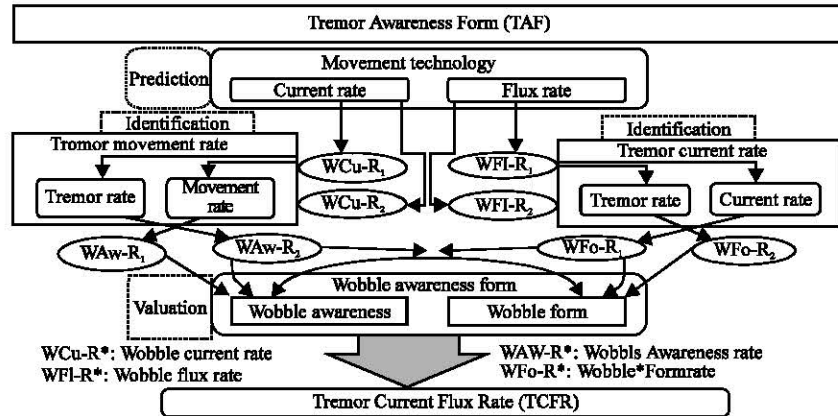 Tremor Awareness Form (TAF)
Movement technology
Prediction
Current rate
Flux rate
Identification
Identification
Tromor movement rate
Tremor current rate
WCu-R1
WFl-R1
Tremor rate
Movement
rate
WCu-R2
WFl-R2
Tremor rate
Current rate
WAw-R1
WAw-R2
WFo-R1
WFo-R2
Wobble awareness form
Valuation
Wobble awareness
Wobble form
WCu-R*: Wobble current rate
WAW-R*: Wobbls Awareness rate
WFl-R*: Wobble flux rate
WFo-R*: Wobble*Formrate
Tremor Current Flux Rate (TCFR)